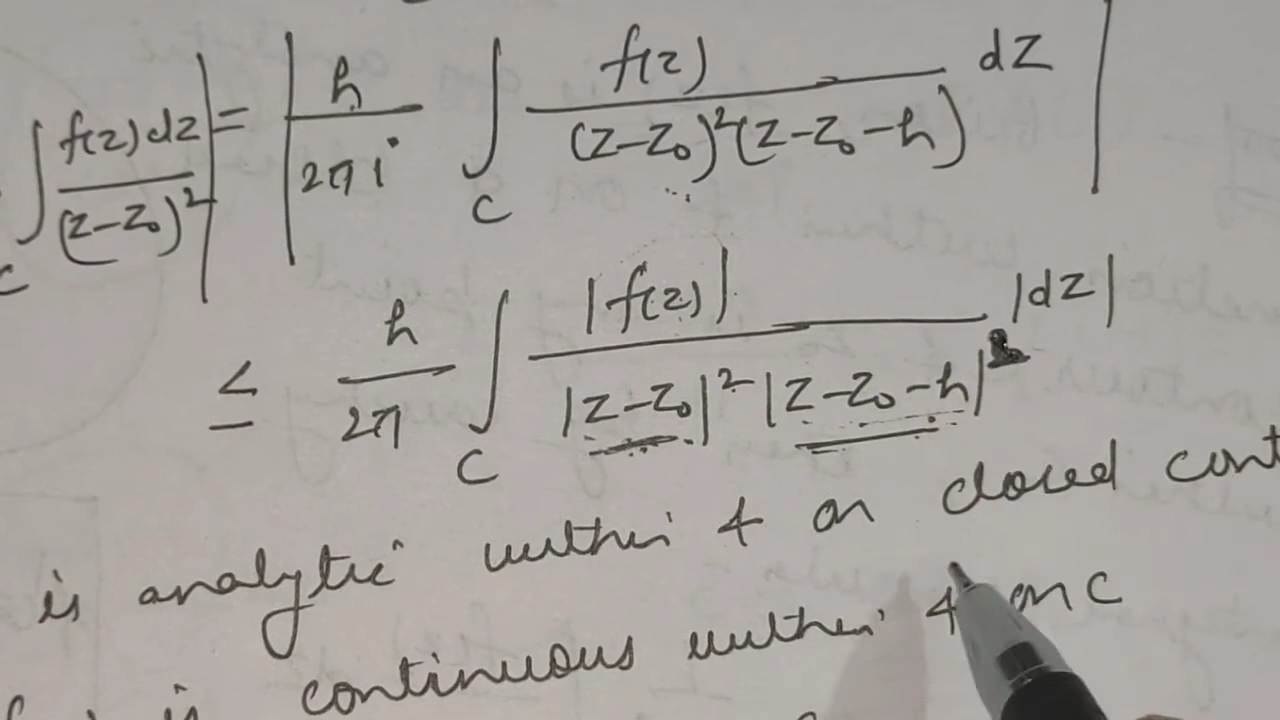 ∫_C f(z)dz/(z-z₀)² | = | h/2πi ∫_C f(z)/((z-z₀)²(z-z₀-h)) dz |
≤ h/2π ∫_C |f(z)|/(|z-z₀|²|z-z₀-h|) |dz|
is analytic within & on closed cont
is continuous within & on C